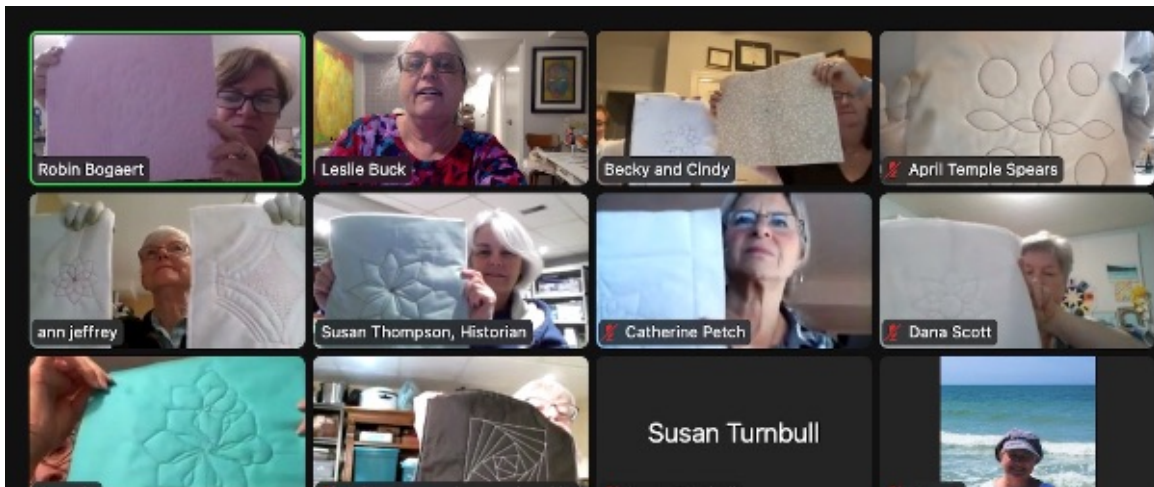 Robin Bogaert
Leslie Buck
Becky and Cindy
April Temple Spears
ann jeffrey
Susan Thompson, Historian
Catherine Petch
Dana Scott
Susan Turnbull